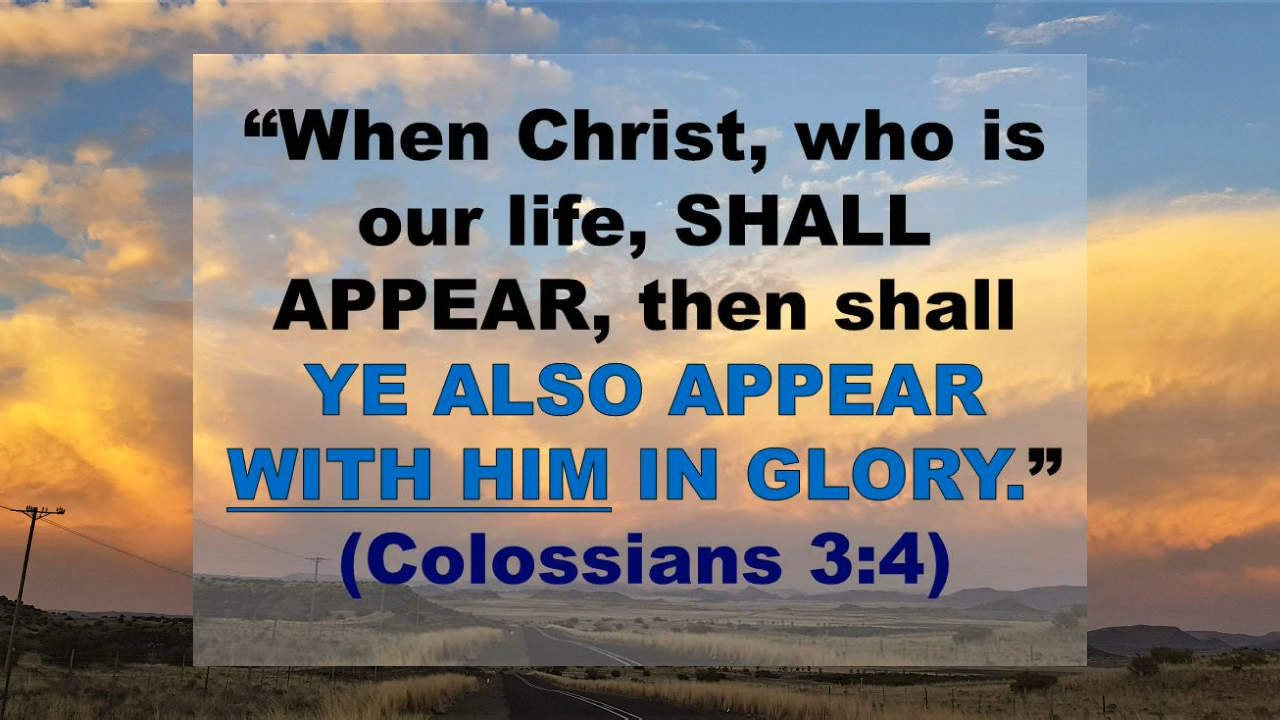 “When Christ, who is
our life, SHALL
APPEAR, then shall
YE ALSO APPEAR
WITH HIM IN GLORY.”
(Colossians 3:4)